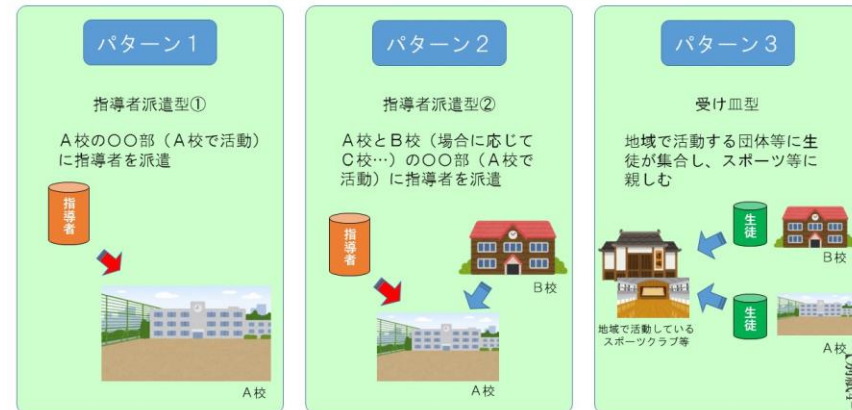 パターン１
指導者派遣型①
Ａ校の〇〇部（Ａ校で活動）
に指導者を派遣
指導者
Ａ校
パターン２
指導者派遣型②
Ａ校とＢ校（場合に応じて
Ｃ校…）の〇〇部（Ａ校で
活動）に指導者を派遣
指導者
Ｂ校
Ａ校
パターン３
受け皿型
地域で活動する団体等に生
徒が集合し、スポーツ等に
親しむ
生徒
Ｂ校
地域で活動している
スポーツクラブ等
生徒
Ａ校